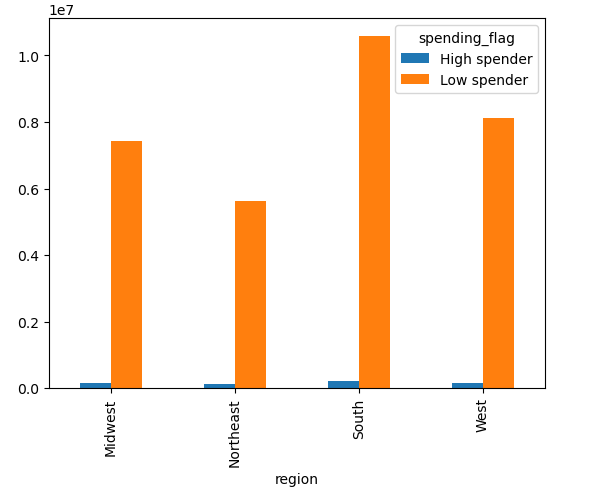 1e7
spending_flag
High spender
Low spender
1.0
0.8
0.6
0.4
0.2
0.0
Midwest
Northeast
South
West
region